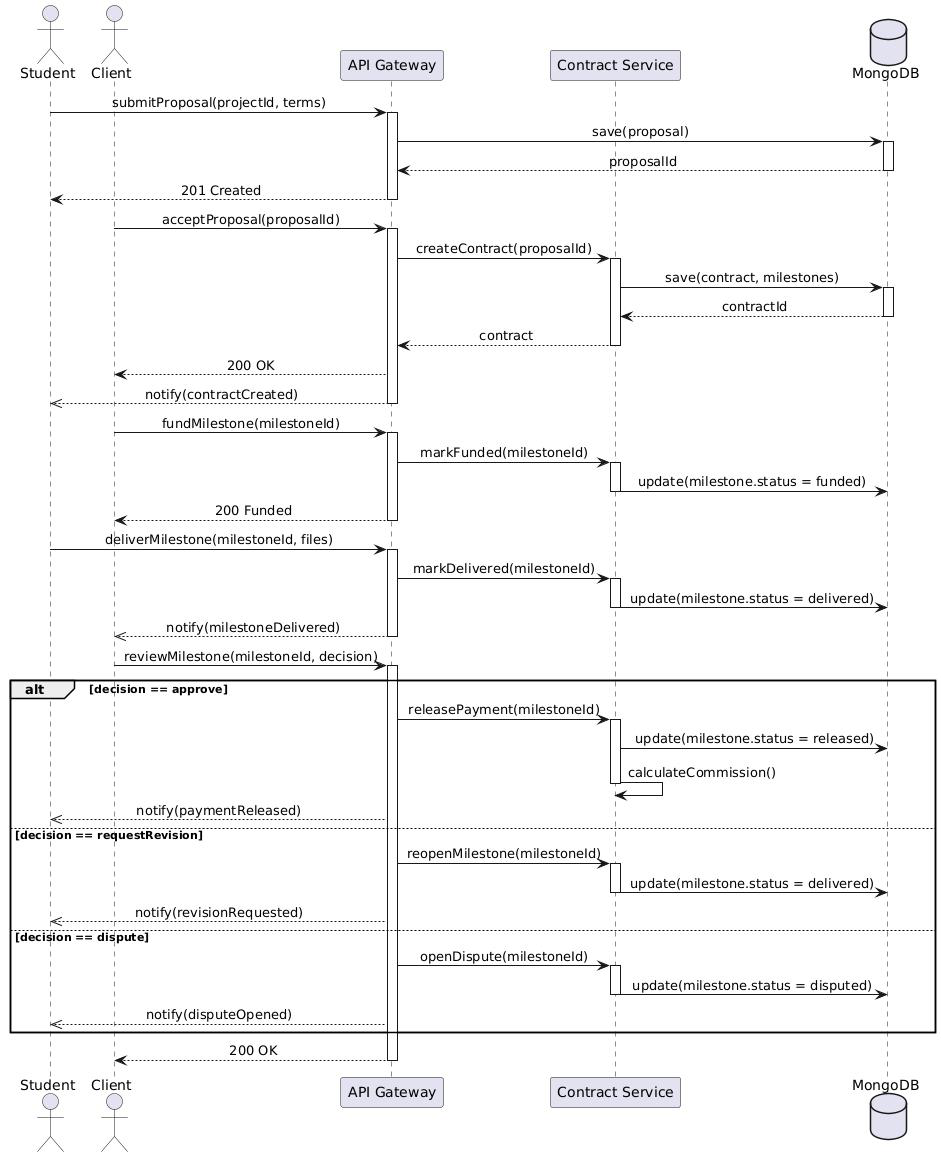 Student
Client
API Gateway
Contract Service
MongoDB
submitProposal(projectId, terms)
save(proposal)
proposalId
201 Created
acceptProposal(proposalId)
createContract(proposalId)
save(contract, milestones)
contractId
contract
200 OK
notify(contractCreated)
fundMilestone(milestoneId)
markFunded(milestoneId)
update(milestone.status = funded)
200 Funded
deliverMilestone(milestoneId, files)
markDelivered(milestoneId)
update(milestone.status = delivered)
notify(milestoneDelivered)
reviewMilestone(milestoneId, decision)
alt
[decision == approve]
releasePayment(milestoneId)
update(milestone.status = released)
calculateCommission()
notify(paymentReleased)
[decision == requestRevision]
reopenMilestone(milestoneId)
update(milestone.status = delivered)
notify(revisionRequested)
[decision == dispute]
openDispute(milestoneId)
update(milestone.status = disputed)
notify(disputeOpened)
200 OK
Student
Client
API Gateway
Contract Service
MongoDB